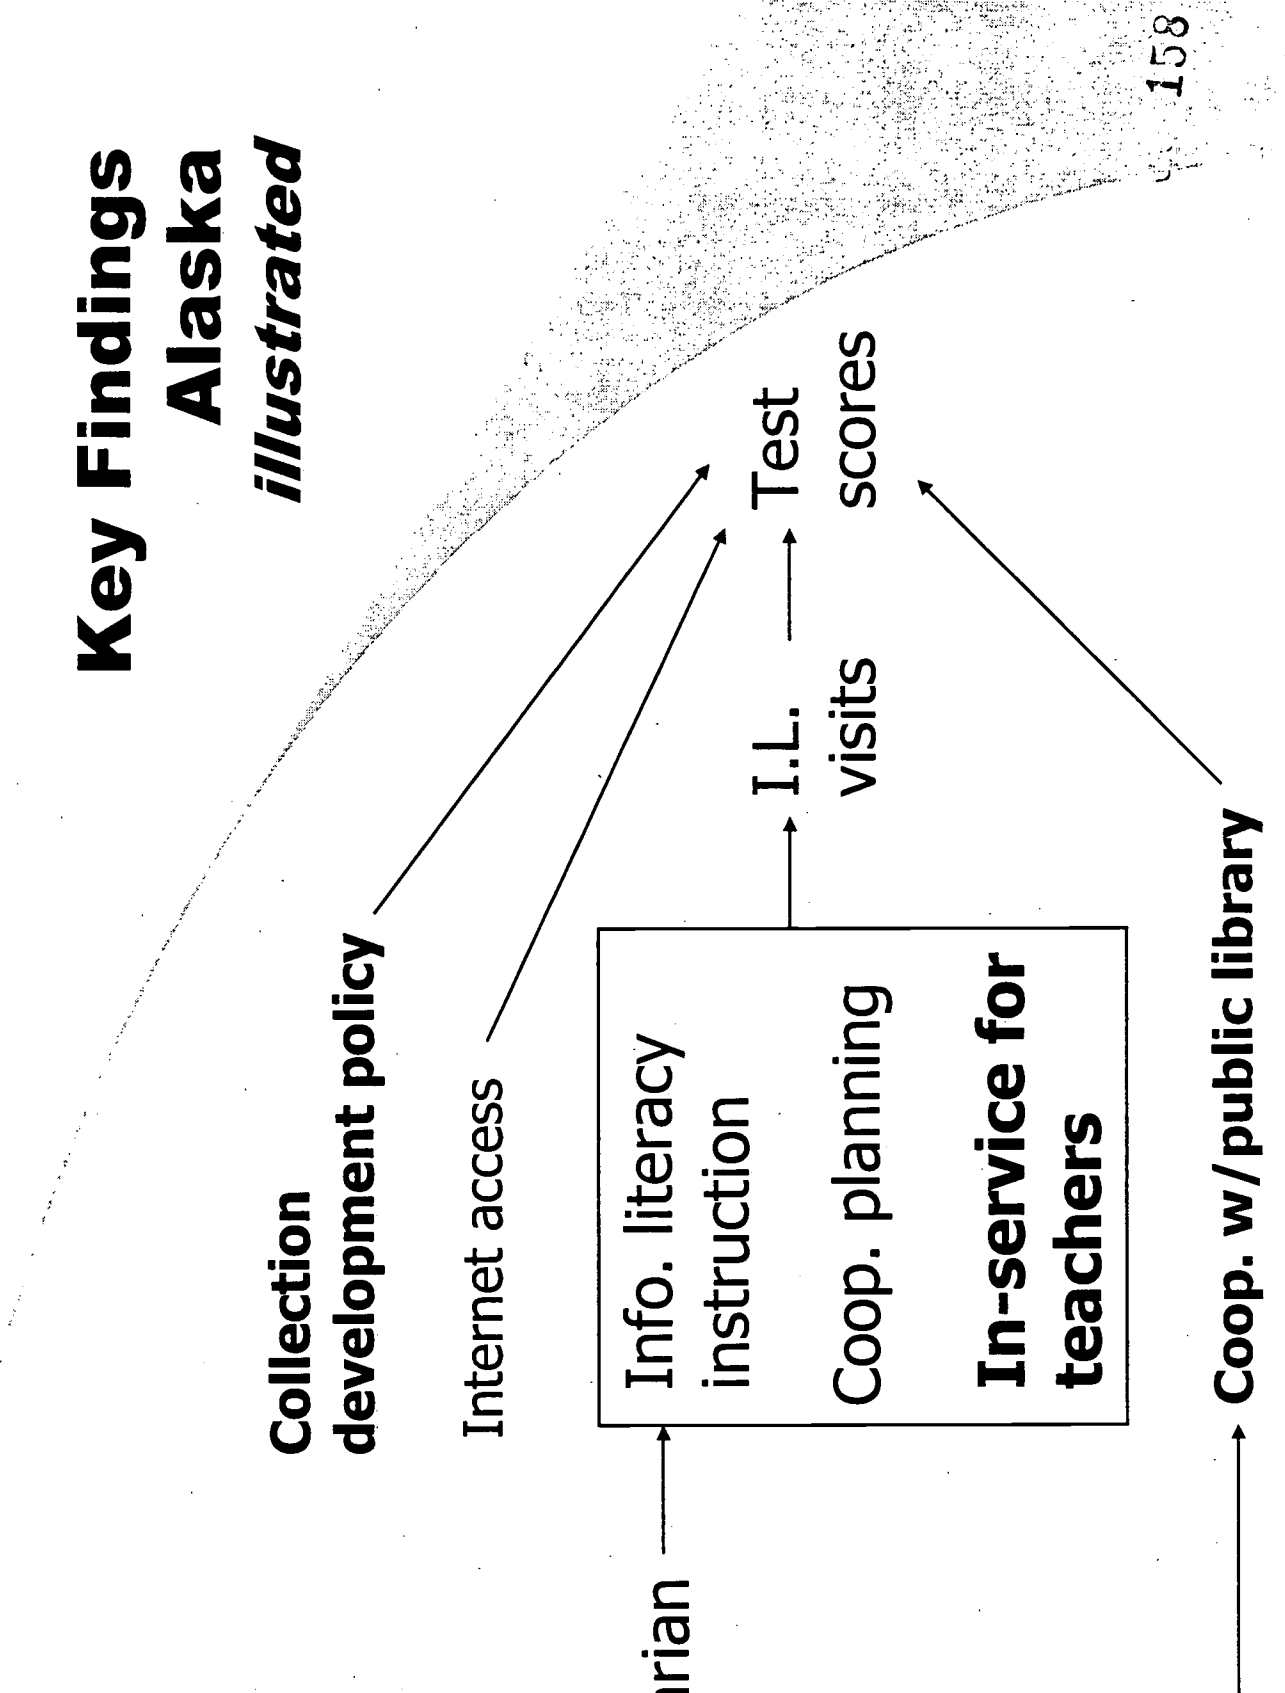 Key Findings
Alaska
illustrated
Collection
development policy
Internet access
Info. literacy
instruction
Coop. planning
In-service for
teachers
I.L.
visits
Test
scores
Coop. w/public library
158